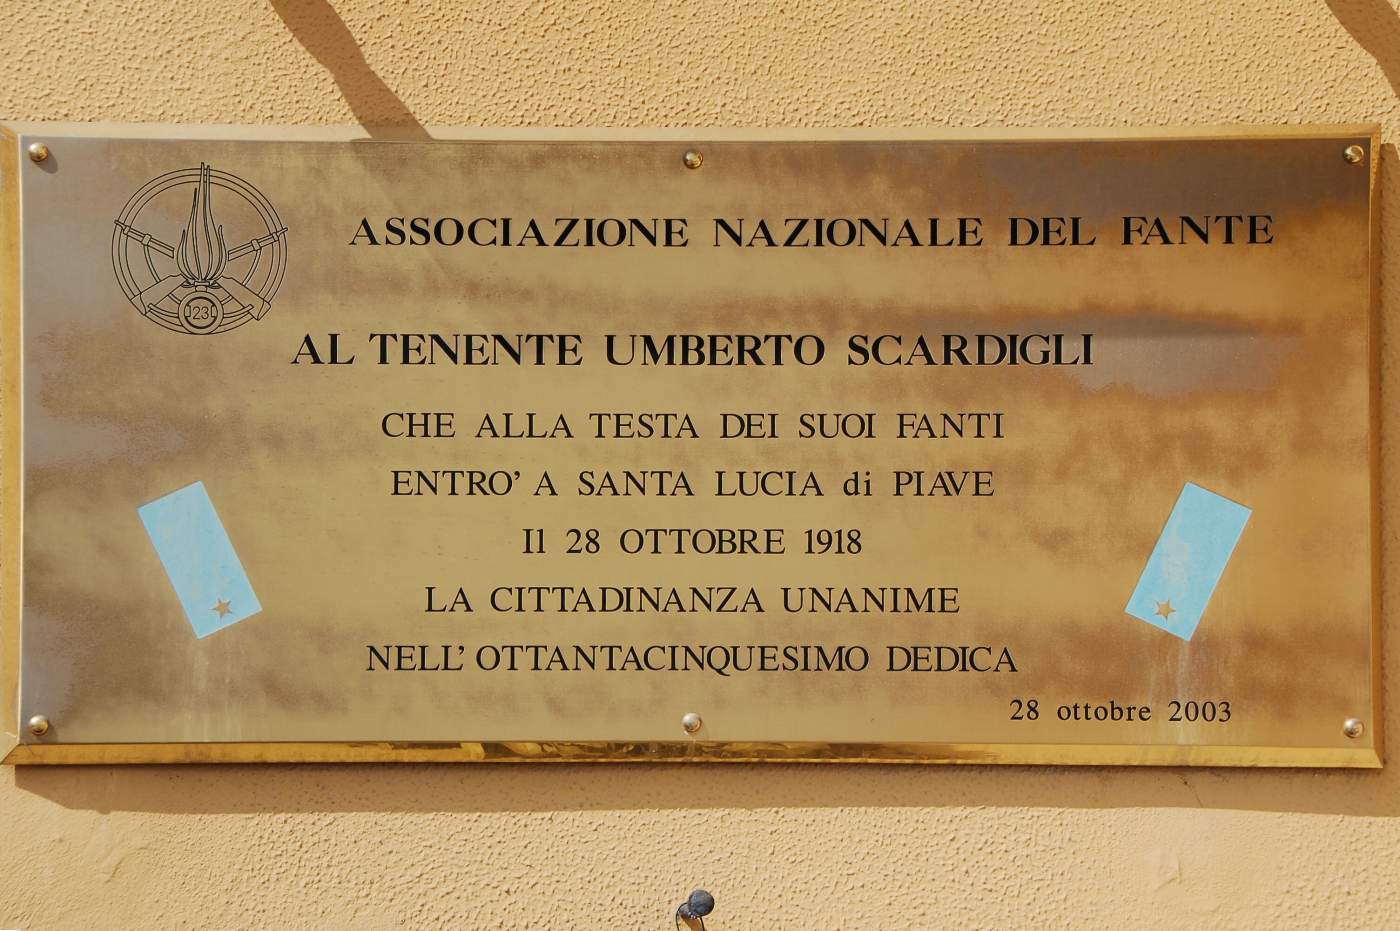 ASSOCIAZIONE NAZIONALE DEL FANTE
231
AL TENENTE UMBERTO SCARDIGLI
CHE ALLA TESTA DEI SUOI FANTI
ENTRO' A SANTA LUCIA di PIAVE
Il 28 OTTOBRE 1918
LA CITTADINANZA UNANIME
NELL' OTTANTACINQUESIMO DEDICA
28 ottobre 2003